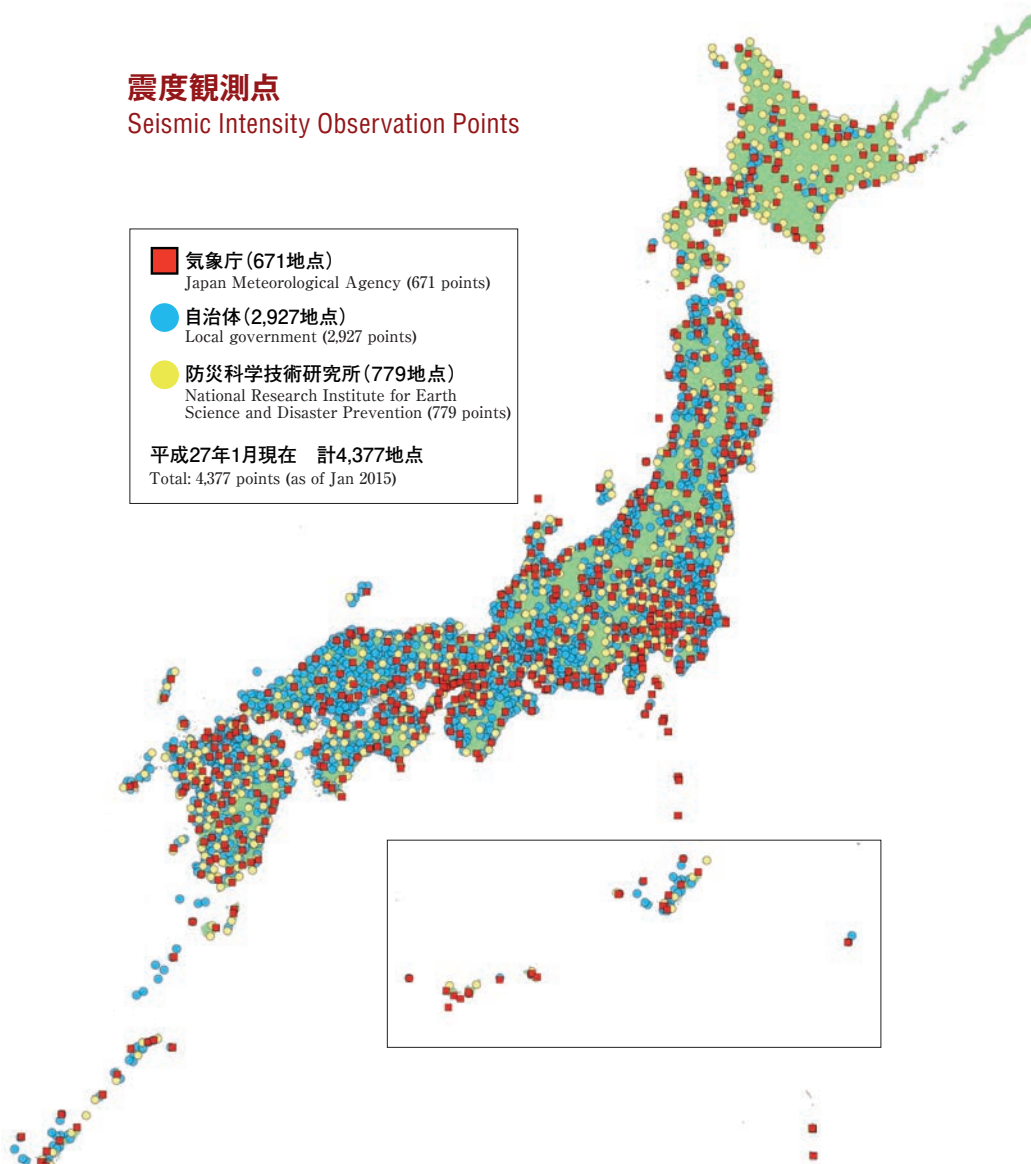 震度観測点
Seismic Intensity Observation Points
気象庁（671地点）
Japan Meteorological Agency (671 points)
自治体（2,927地点）
Local government (2,927 points)
防災科学技術研究所（779地点）
National Research Institute for Earth
Science and Disaster Prevention (779 points)
平成27年1月現在　計4,377地点
Total: 4,377 points (as of Jan 2015)